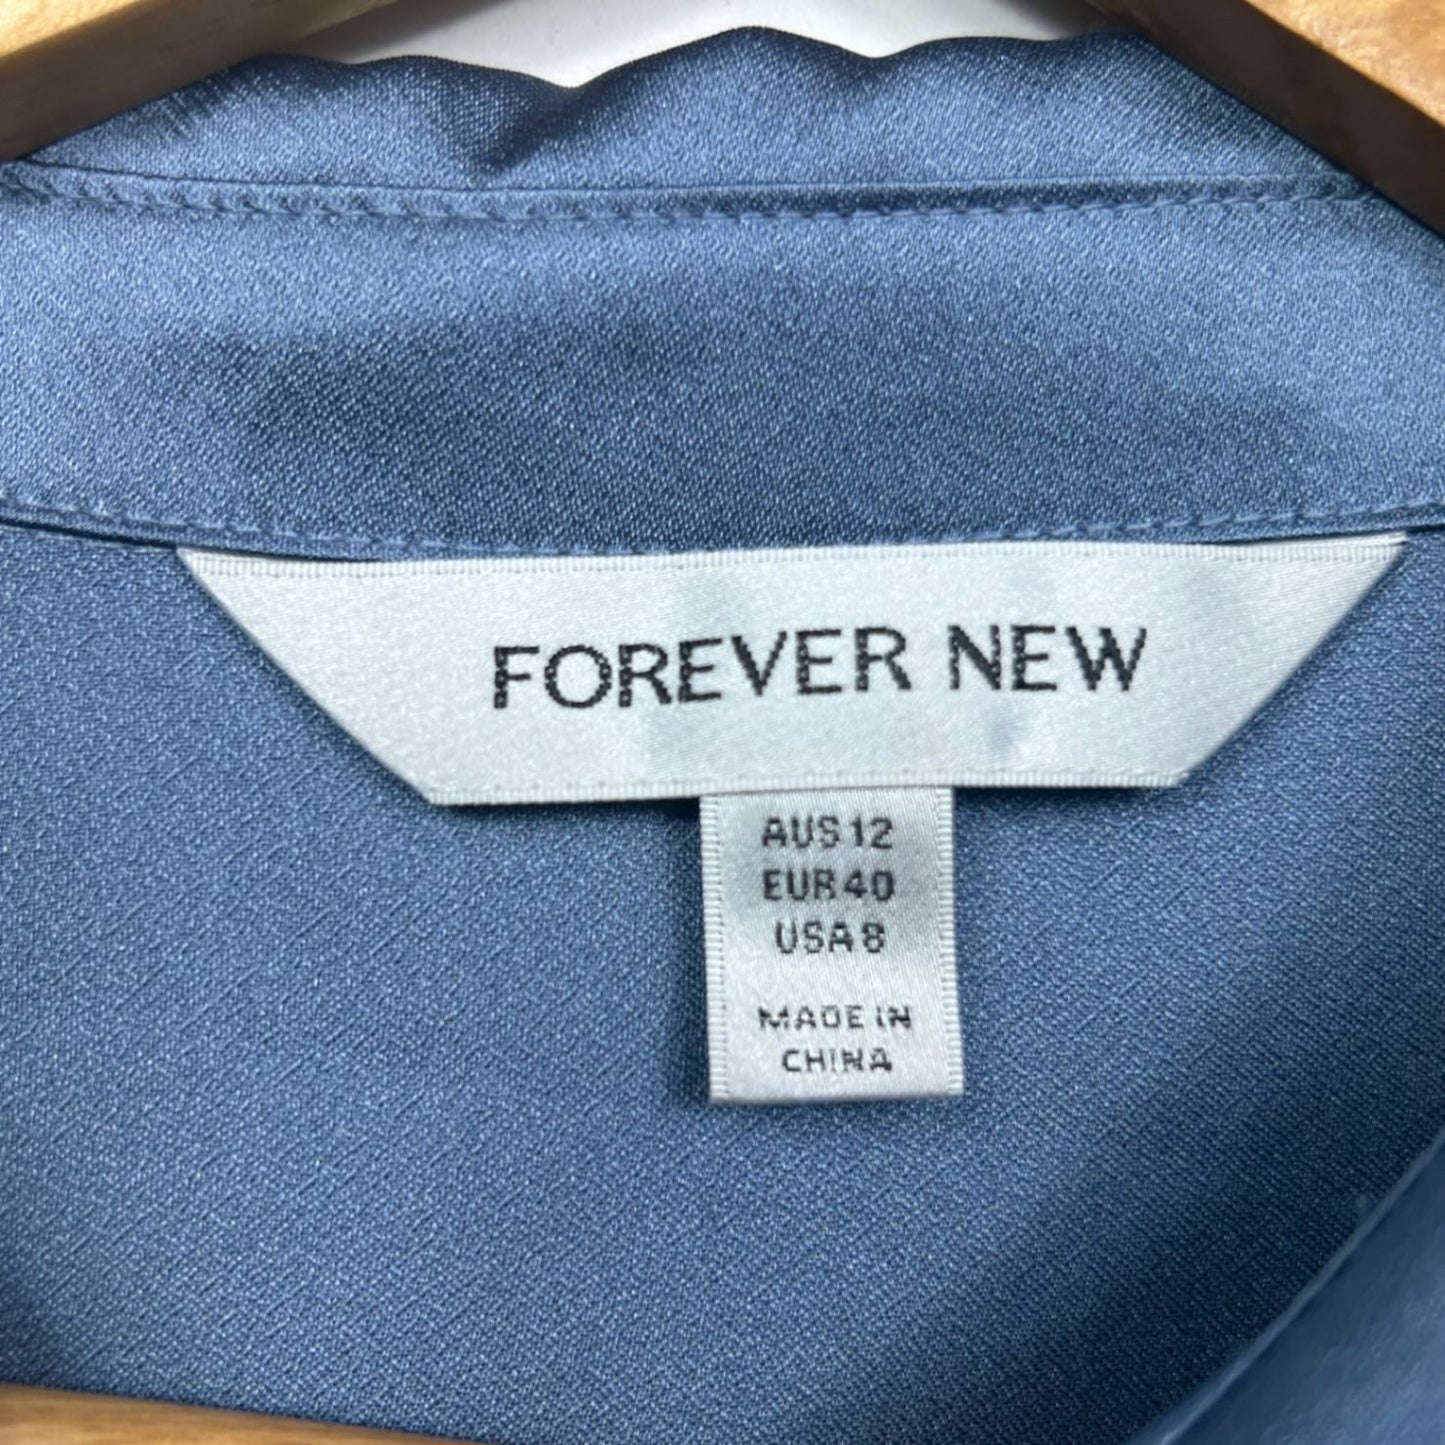 FOREVER NEW
AUS 12
EUR 40
USA 8
MADE IN
CHINA